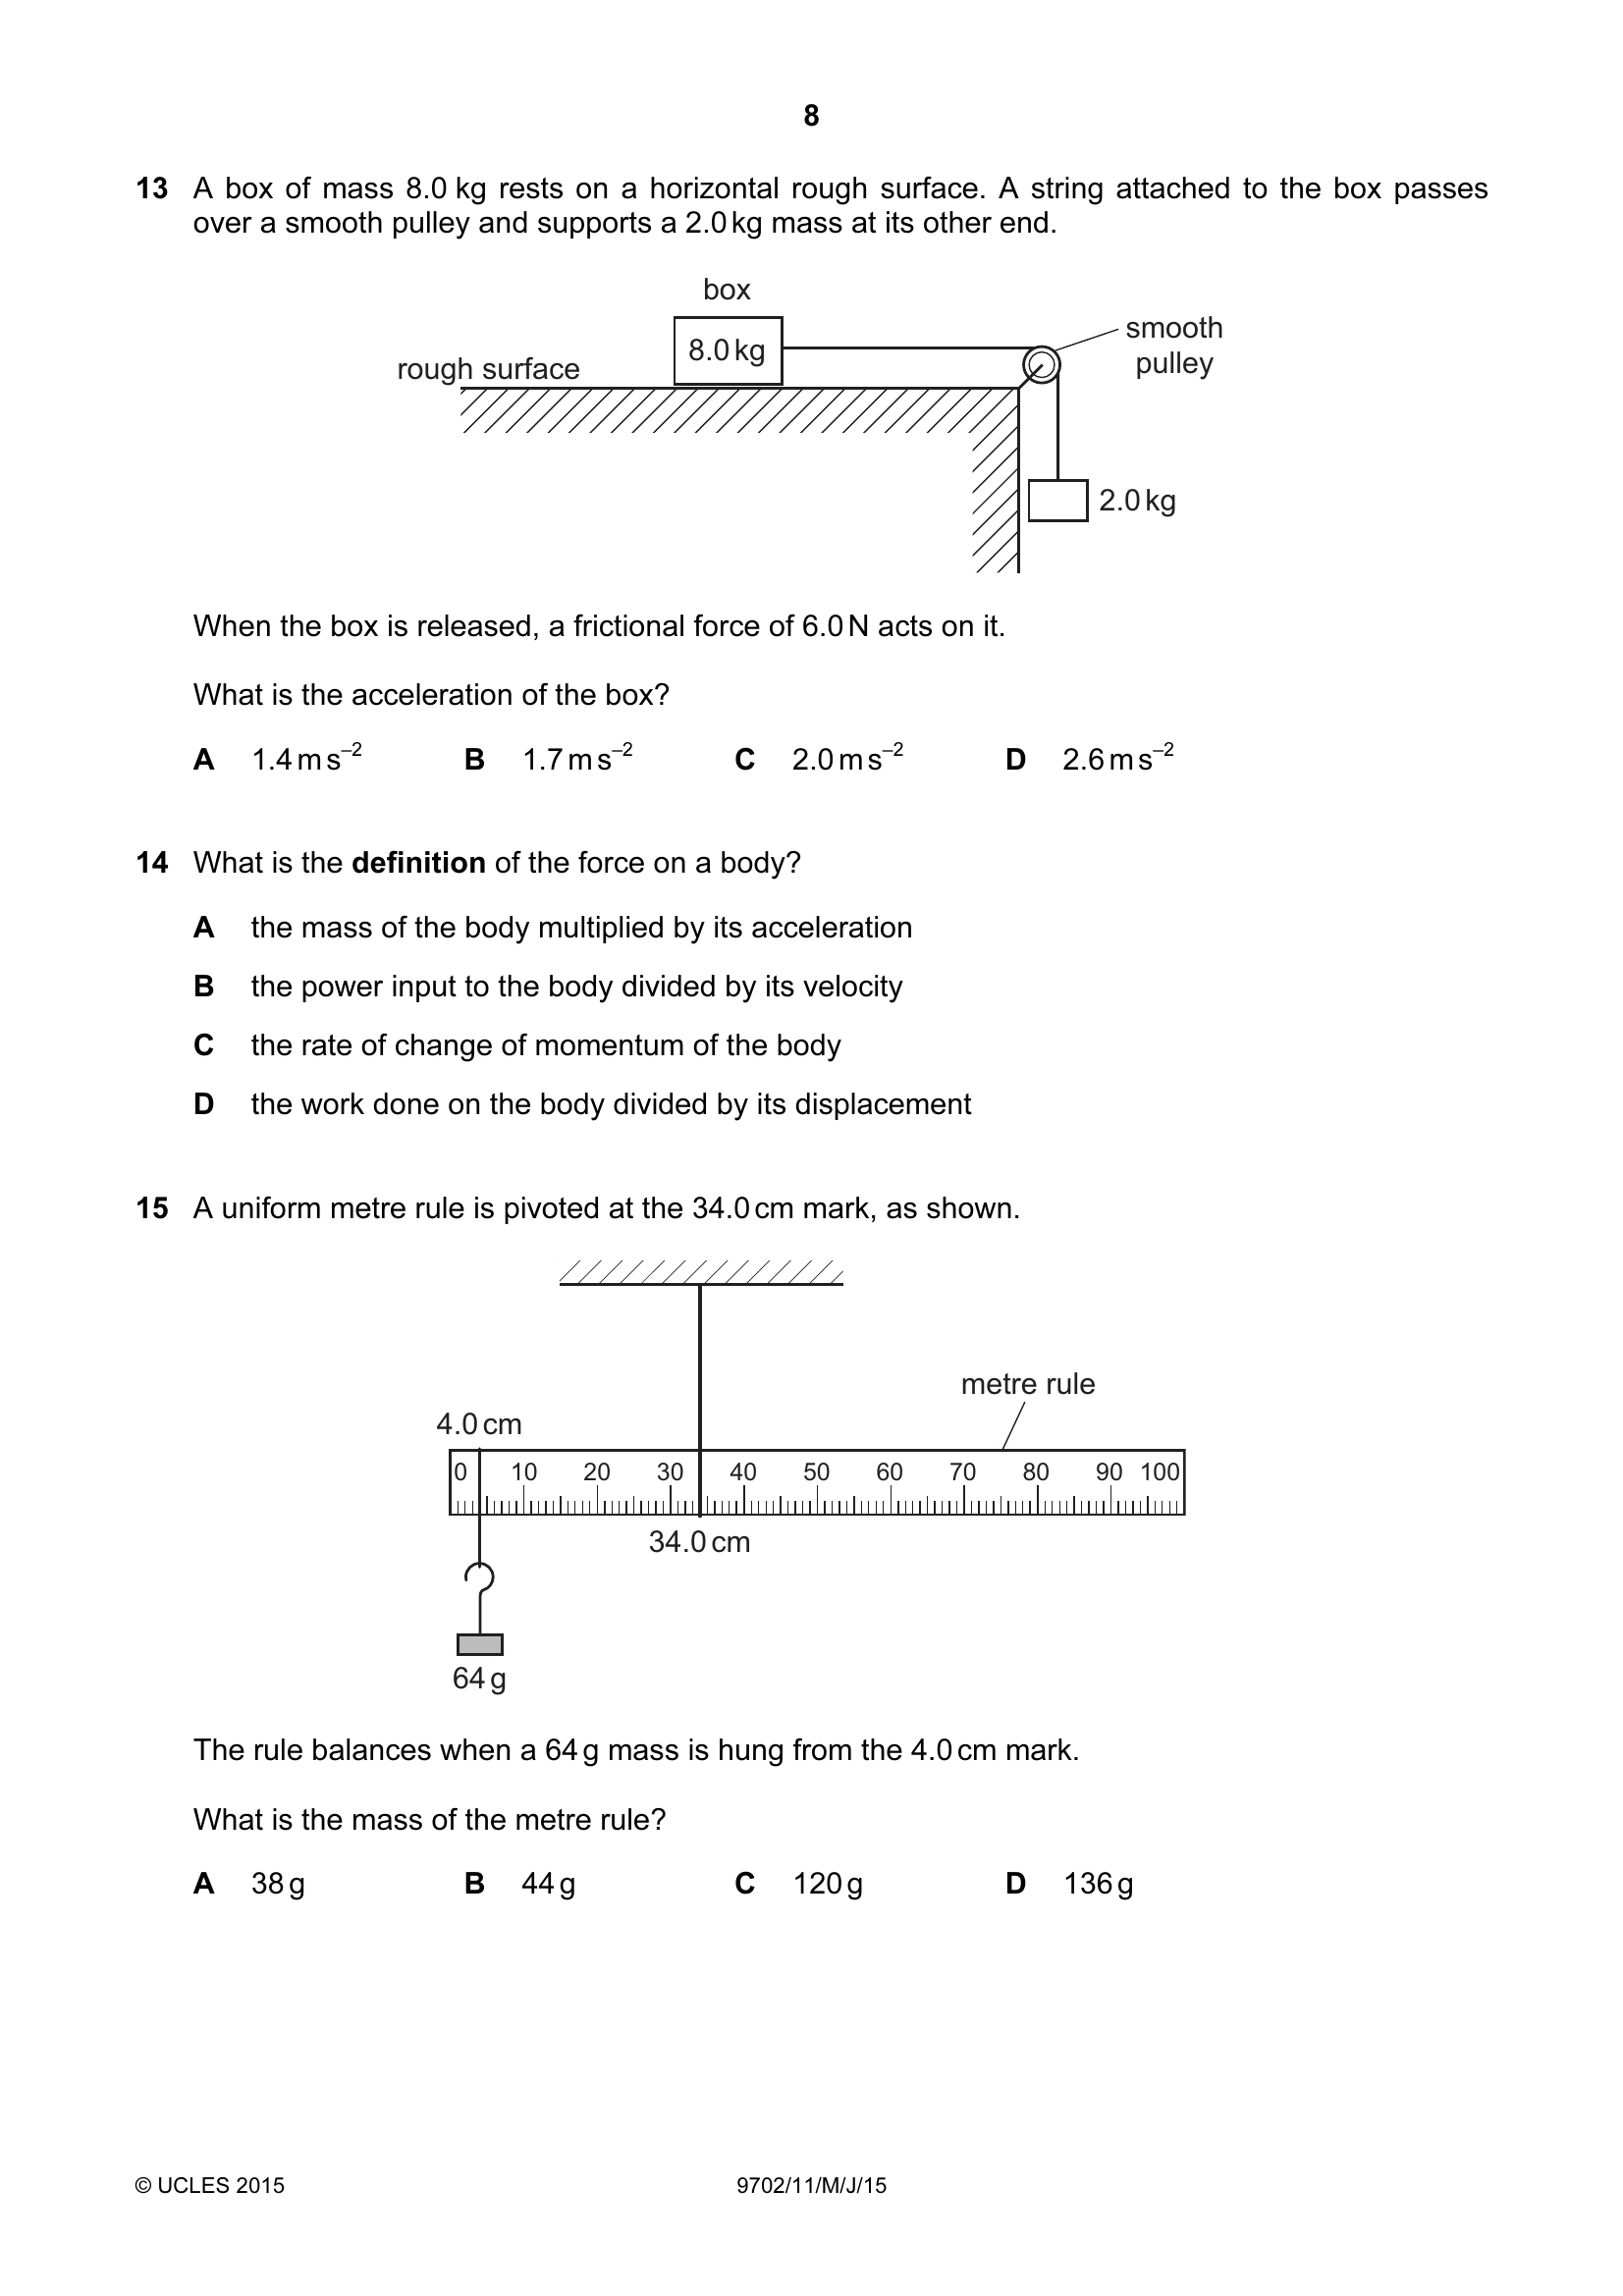 8
13 A box of mass 8.0 kg rests on a horizontal rough surface. A string attached to the box passes
over a smooth pulley and supports a 2.0 kg mass at its other end.
box
8.0 kg
smooth
pulley
rough surface
2.0 kg
When the box is released, a frictional force of 6.0 N acts on it.
What is the acceleration of the box?
A 1.4 m s⁻² B 1.7 m s⁻² C 2.0 m s⁻² D 2.6 m s⁻²
14 What is the definition of the force on a body?
A the mass of the body multiplied by its acceleration
B the power input to the body divided by its velocity
C the rate of change of momentum of the body
D the work done on the body divided by its displacement
15 A uniform metre rule is pivoted at the 34.0 cm mark, as shown.
metre rule
4.0 cm
0 10 20 30 40 50 60 70 80 90 100
34.0 cm
64 g
The rule balances when a 64 g mass is hung from the 4.0 cm mark.
What is the mass of the metre rule?
A 38 g B 44 g C 120 g D 136 g
© UCLES 2015 9702/11/M/J/15